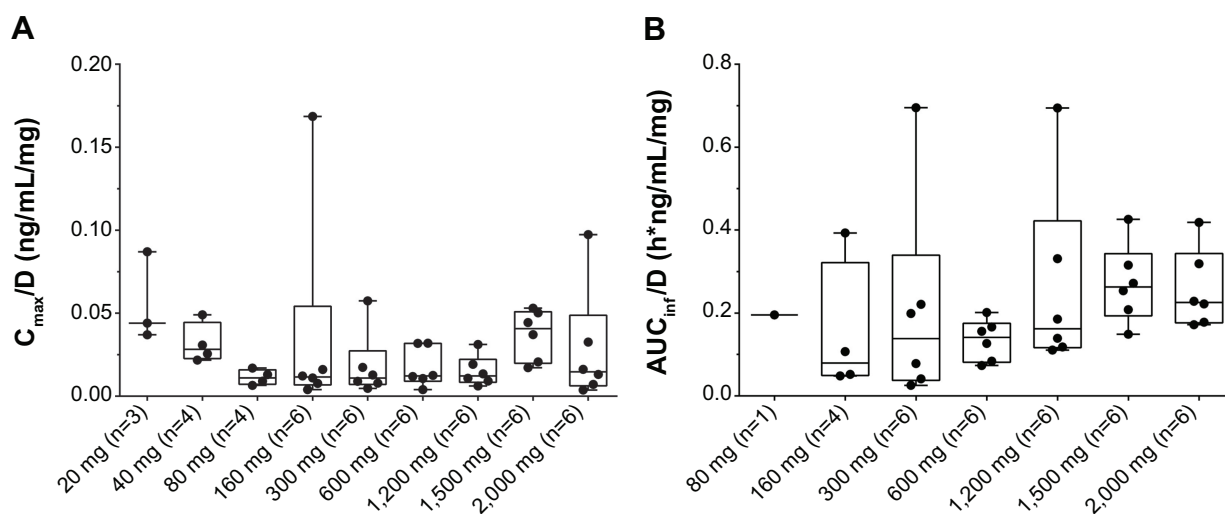 A
C_max/D (ng/mL/mg)
0.20
0.15
0.10
0.05
0.00
20 mg (n=3)
40 mg (n=4)
80 mg (n=4)
160 mg (n=6)
300 mg (n=6)
600 mg (n=6)
1,200 mg (n=6)
1,500 mg (n=6)
2,000 mg (n=6)
B
AUC_inf/D (h*ng/mL/mg)
0.8
0.6
0.4
0.2
0.0
80 mg (n=1)
160 mg (n=4)
300 mg (n=6)
600 mg (n=6)
1,200 mg (n=6)
1,500 mg (n=6)
2,000 mg (n=6)